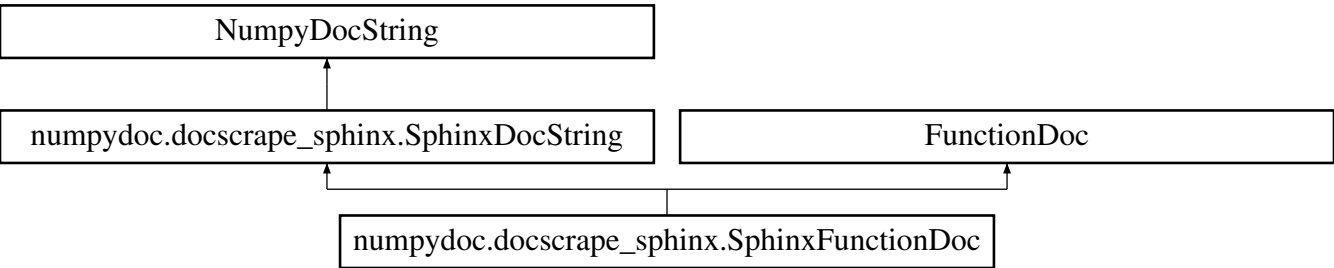 NumpyDocString
numpydoc.docscrape_sphinx.SphinxDocString
FunctionDoc
numpydoc.docscrape_sphinx.SphinxFunctionDoc